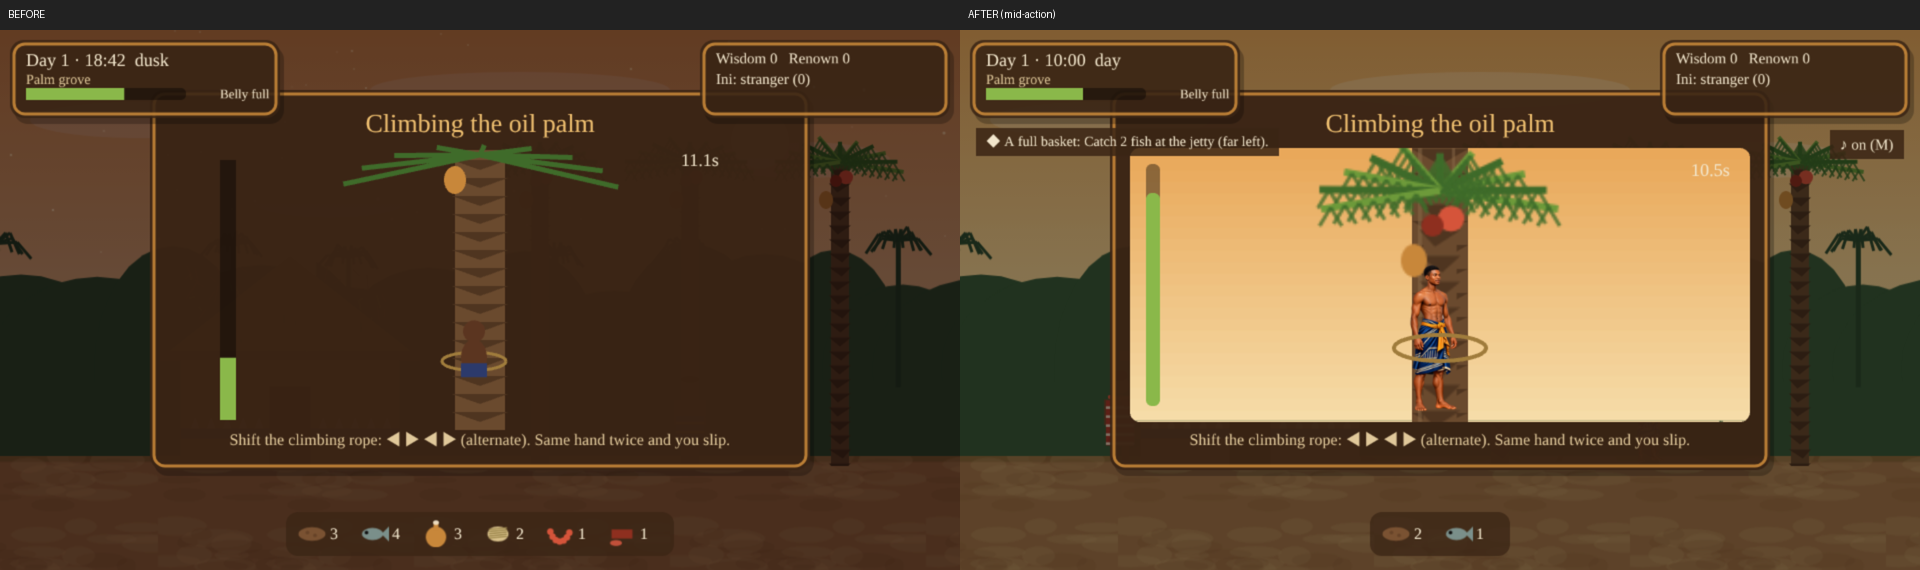 BEFORE
Day 1 · 18:42 dusk
Palm grove
Belly full
Wisdom 0 Renown 0
Ini: stranger (0)
Climbing the oil palm
11.1s
Shift the climbing rope: ◀ ▶ ◀ ▶ (alternate). Same hand twice and you slip.
3
4
3
2
1
1
AFTER (mid-action)
Day 1 · 10:00 day
Palm grove
Belly full
Wisdom 0 Renown 0
Ini: stranger (0)
◆ A full basket: Catch 2 fish at the jetty (far left).
♪ on (M)
Climbing the oil palm
10.5s
Shift the climbing rope: ◀ ▶ ◀ ▶ (alternate). Same hand twice and you slip.
2
1